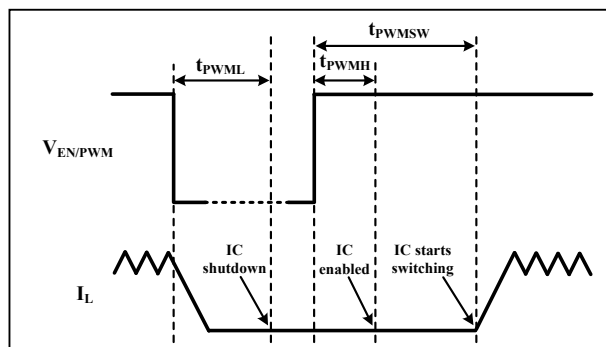 tPWMSW
tPWML
tPWMH
VEN/PWM
IC
shutdown
IC
enabled
IC starts
switching
IL